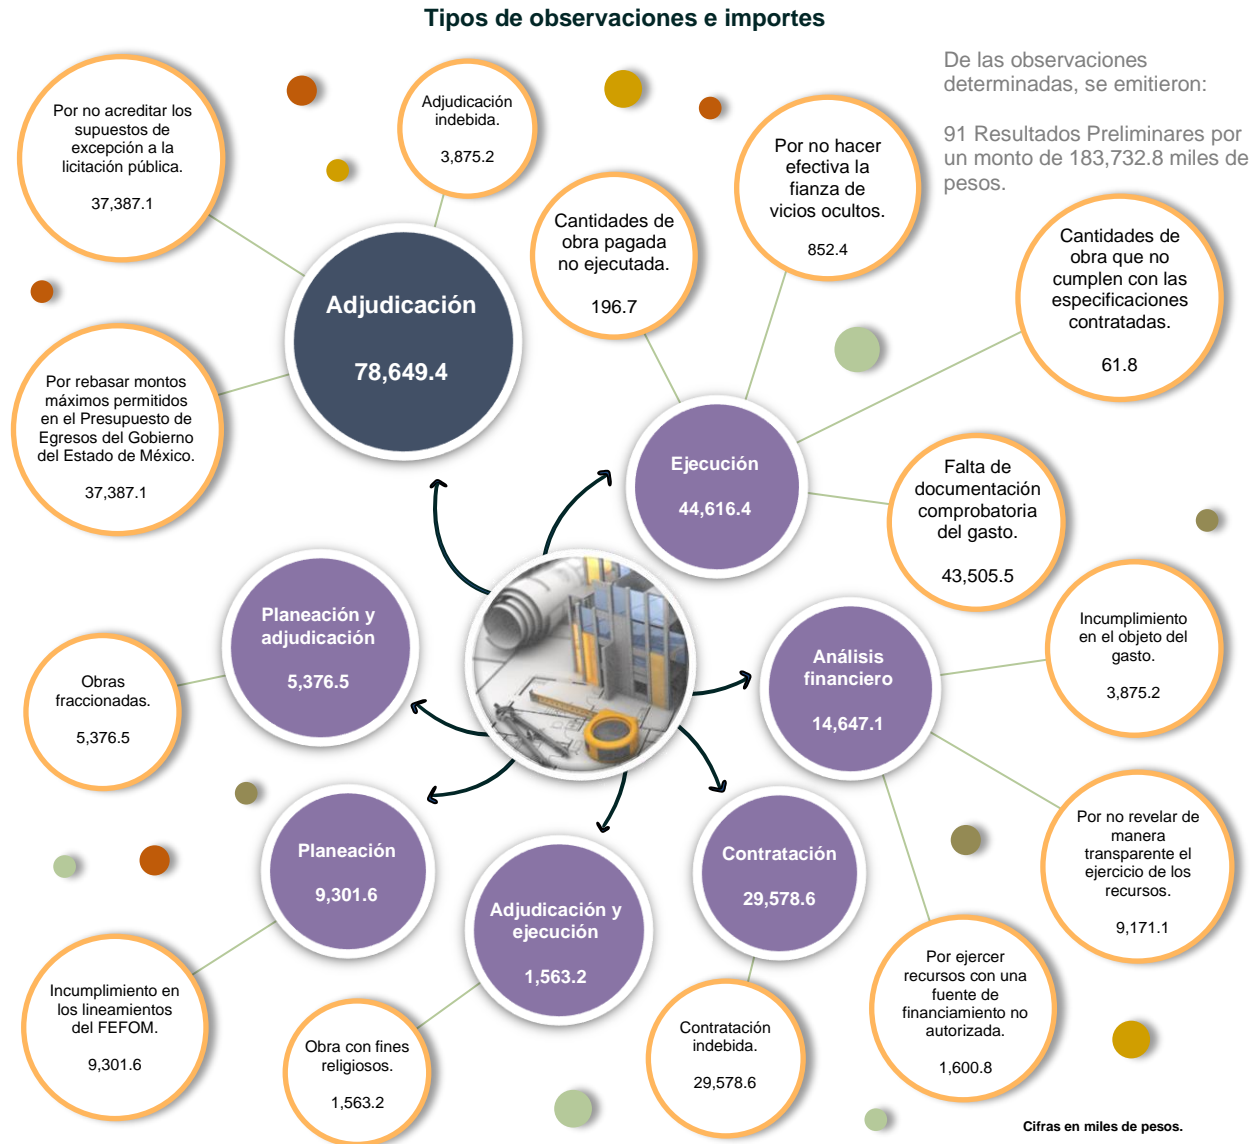 Tipos de observaciones e importes
De las observaciones
determinadas, se emitieron:
91 Resultados Preliminares por
un monto de 183,732.8 miles de
pesos.
Por no acreditar los
supuestos de
excepción a la
licitación pública.
37,387.1
Adjudicación
indebida.
3,875.2
Por rebasar montos
máximos permitidos
en el Presupuesto de
Egresos del Gobierno
del Estado de México.
37,387.1
Adjudicación
78,649.4
Cantidades de
obra pagada
no ejecutada.
196.7
Por no hacer
efectiva la
fianza de
vicios ocultos.
852.4
Cantidades de
obra que no
cumplen con las
especificaciones
contratadas.
61.8
Ejecución
44,616.4
Falta de
documentación
comprobatoria
del gasto.
43,505.5
Planeación y
adjudicación
5,376.5
Obras
fraccionadas.
5,376.5
Análisis
financiero
14,647.1
Incumplimiento
en el objeto del
gasto.
3,875.2
Por no revelar de
manera
transparente el
ejercicio de los
recursos.
9,171.1
Por ejercer
recursos con una
fuente de
financiamiento no
autorizada.
1,600.8
Planeación
9,301.6
Incumplimiento en
los lineamientos
del FEFOM.
9,301.6
Adjudicación y
ejecución
1,563.2
Obra con fines
religiosos.
1,563.2
Contratación
29,578.6
Contratación
indebida.
29,578.6
Cifras en miles de pesos.